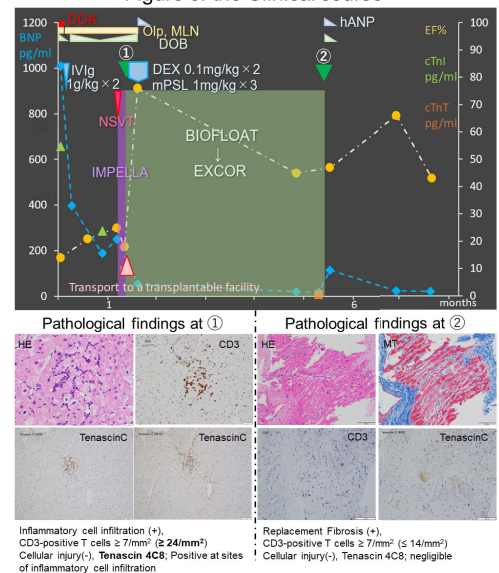 Figure of the Clinical course
1200
DOA
Olp, MLN
DOB
hANP
100
BNP
pg/ml
EF%
90
①
②
1000
IVIg
1g/kg×2
DEX 0.1mg/kg×2
mPSL 1mg/kg×3
80
cTnI
pg/ml
NSVT
70
cTnT
pg/ml
800
BIOFLOAT
↓
EXCOR
60
600
IMPELLA
50
40
400
30
200
20
10
Transport to a transplantable facility
0
1
6
0
months
Pathological findings at ①
Pathological findings at ②
HE
CD3
HE
MT
TenascinC
TenascinC
CD3
TenascinC
Inflammatory cell infiltration (+),
CD3-positive T cells ≥ 7/mm² (≥ 24/mm²)
Cellular injury(-), Tenascin 4C8; Positive at sites
of inflammatory cell infiltration
Replacement Fibrosis (+),
CD3-positive T cells ≥ 7/mm² (≤ 14/mm²)
Cellular injury(-), Tenascin 4C8; negligible